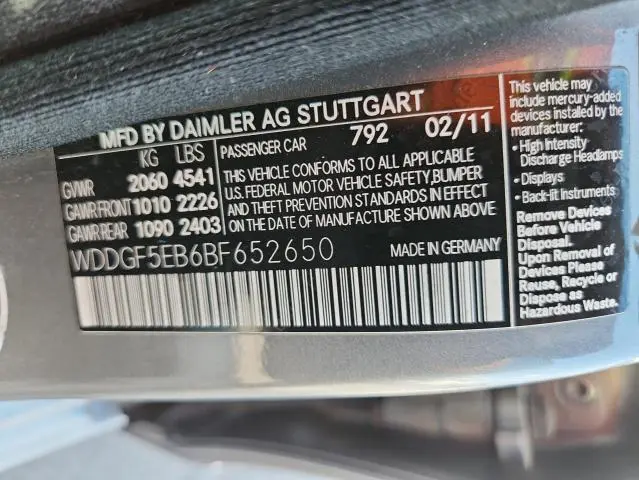 MFD BY DAIMLER AG STUTTGART
KG LBS
GVWR 2060 4541
GAWR FRONT 1010 2226
GAWR REAR 1090 2403
PASSENGER CAR 792 02/11
THIS VEHICLE CONFORMS TO ALL APPLICABLE
U.S. FEDERAL MOTOR VEHICLE SAFETY,BUMPER
AND THEFT PREVENTION STANDARDS IN EFFECT
ON THE DATE OF MANUFACTURE SHOWN ABOVE.
WDDGF5EB6BF652650
MADE IN GERMANY
This vehicle may
include mercury-added
devices installed by the
manufacturer:
• High Intensity
Discharge Headlamps
• Displays
• Back-lit Instruments
Remove Devices
Before Vehicle
Disposal.
Upon Removal of
Devices Please
Reuse, Recycle or
Dispose as
Hazardous Waste.